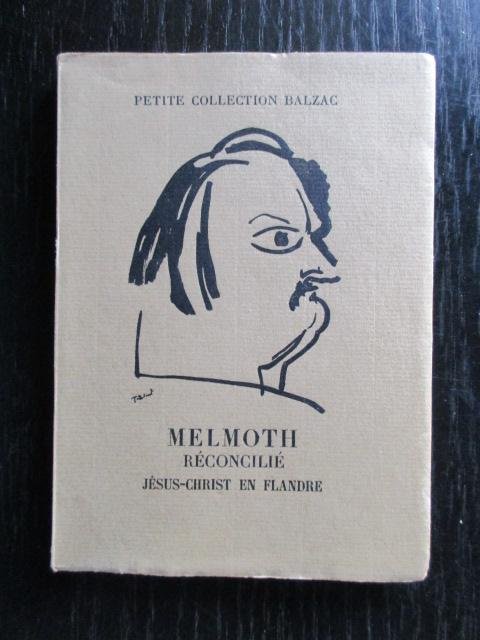 PETITE COLLECTION BALZAC
MELMOTH
RÉCONCILIÉ
JÉSUS-CHRIST EN FLANDRE